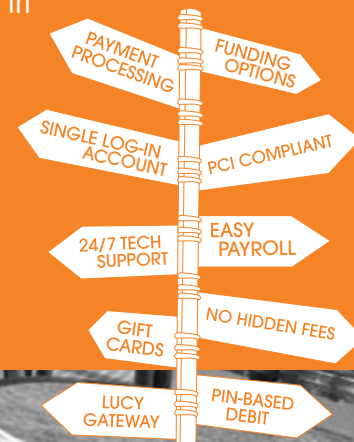 in
PAYMENT
PROCESSING
FUNDING
OPTIONS
SINGLE LOG-IN
ACCOUNT
PCI COMPLIANT
24/7 TECH
SUPPORT
EASY
PAYROLL
GIFT
CARDS
NO HIDDEN FEES
LUCY
GATEWAY
PIN-BASED
DEBIT